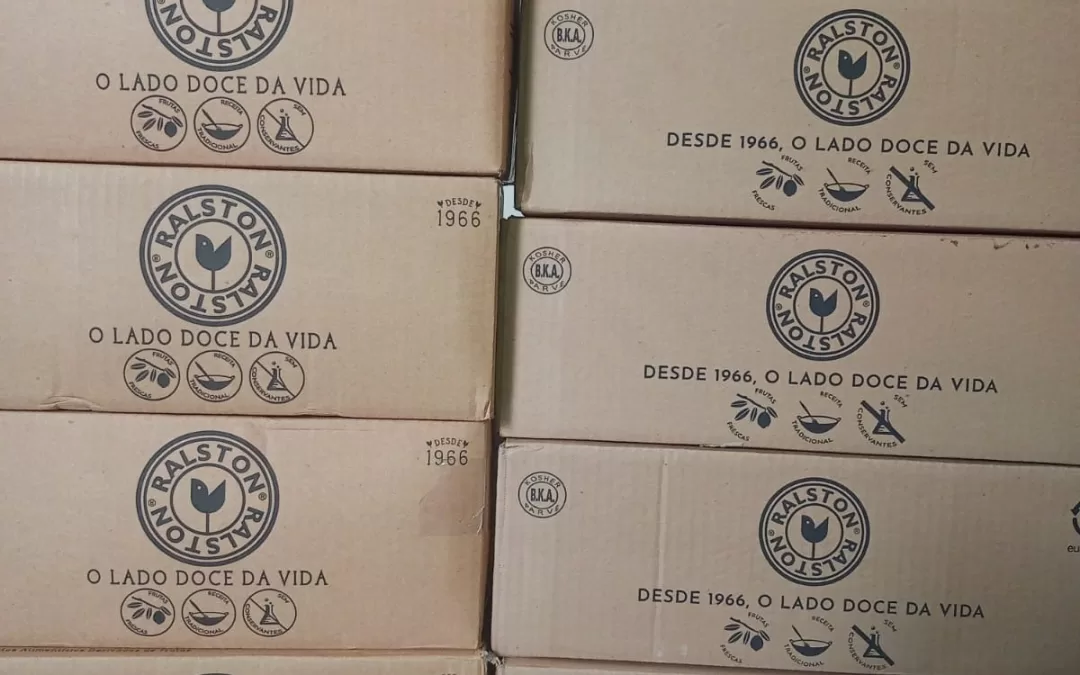 RALSTON®
O LADO DOCE DA VIDA
FRUTAS FRESCAS
RECEITA TRADICIONAL
SEM CONSERVANTES
RALSTON® RALSTON®
DESDE
1966
O LADO DOCE DA VIDA
FRUTAS FRESCAS
RECEITA TRADICIONAL
SEM CONSERVANTES
RALSTON® RALSTON®
DESDE
1966
O LADO DOCE DA VIDA
FRUTAS FRESCAS
RECEITA TRADICIONAL
SEM CONSERVANTES
KOSHER
B.K.A.
PARVE
RALSTON® RALSTON®
DESDE 1966, O LADO DOCE DA VIDA
FRUTAS FRESCAS
RECEITA TRADICIONAL
SEM CONSERVANTES
KOSHER
B.K.A.
PARVE
RALSTON® RALSTON®
DESDE 1966, O LADO DOCE DA VIDA
FRUTAS FRESCAS
RECEITA TRADICIONAL
SEM CONSERVANTES
KOSHER
B.K.A.
PARVE
RALSTON® RALSTON®
eu
DESDE 1966, O LADO DOCE DA VIDA
FRUTAS FRESCAS
RECEITA TRADICIONAL
SEM CONSERVANTES